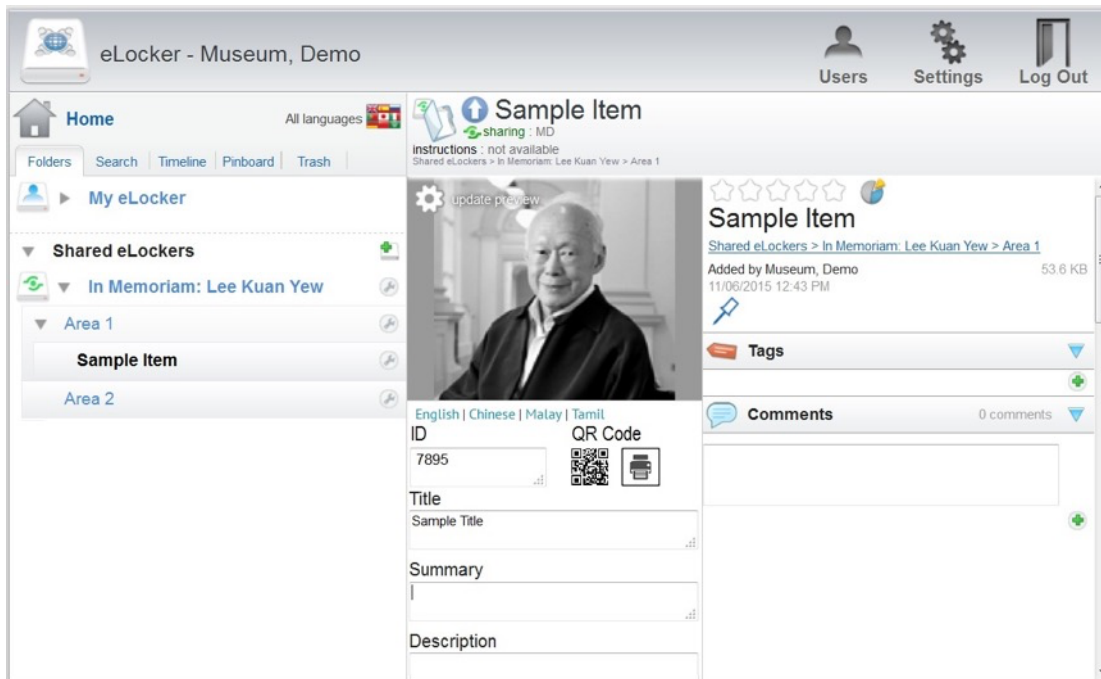 eLocker - Museum, Demo
Users
Settings
Log Out
Home
All languages
Folders
Search
Timeline
Pinboard
Trash
My eLocker
Shared eLockers
In Memoriam: Lee Kuan Yew
Area 1
Sample Item
Area 2
Sample Item
sharing : MD
instructions : not available
Shared eLockers > In Memoriam: Lee Kuan Yew > Area 1
update preview
English | Chinese | Malay | Tamil
ID
QR Code
7895
Title
Sample Title
Summary
Description
Sample Item
Shared eLockers > In Memoriam: Lee Kuan Yew > Area 1
Added by Museum, Demo
53.6 KB
11/06/2015 12:43 PM
Tags
Comments
0 comments